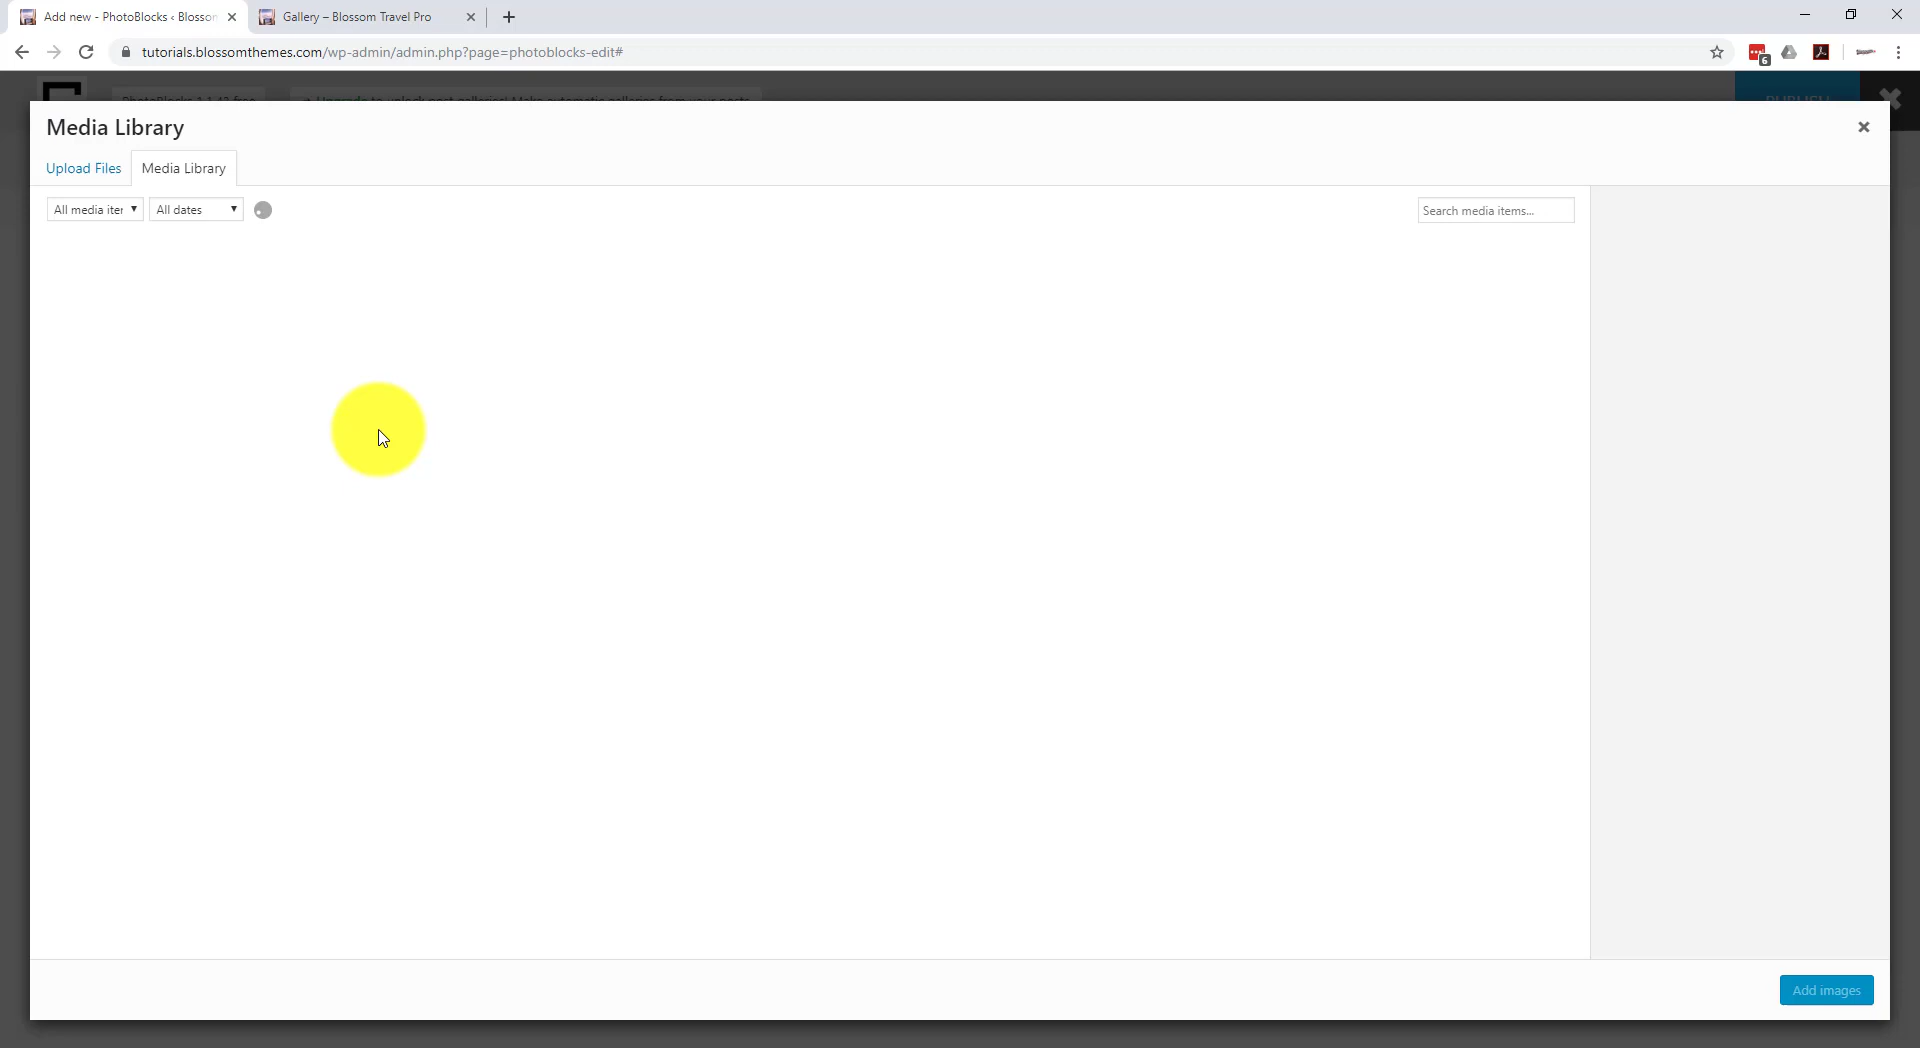 Add new - PhotoBlocks ‹ Blossom
Gallery – Blossom Travel Pro
tutorials.blossomthemes.com/wp-admin/admin.php?page=photoblocks-edit#
6
Media Library
Upload Files
Media Library
All media iter
All dates
Search media items...
Add images